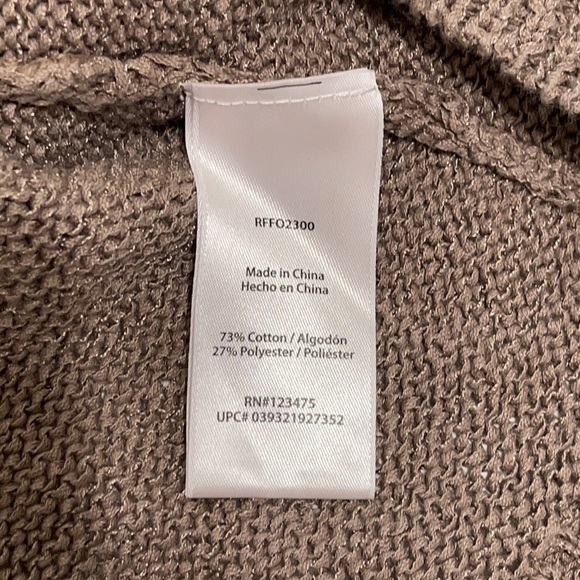 RFFO2300
Made in China
Hecho en China
73% Cotton / Algodón
27% Polyester / Poliéster
RN#123475
UPC# 039321927352